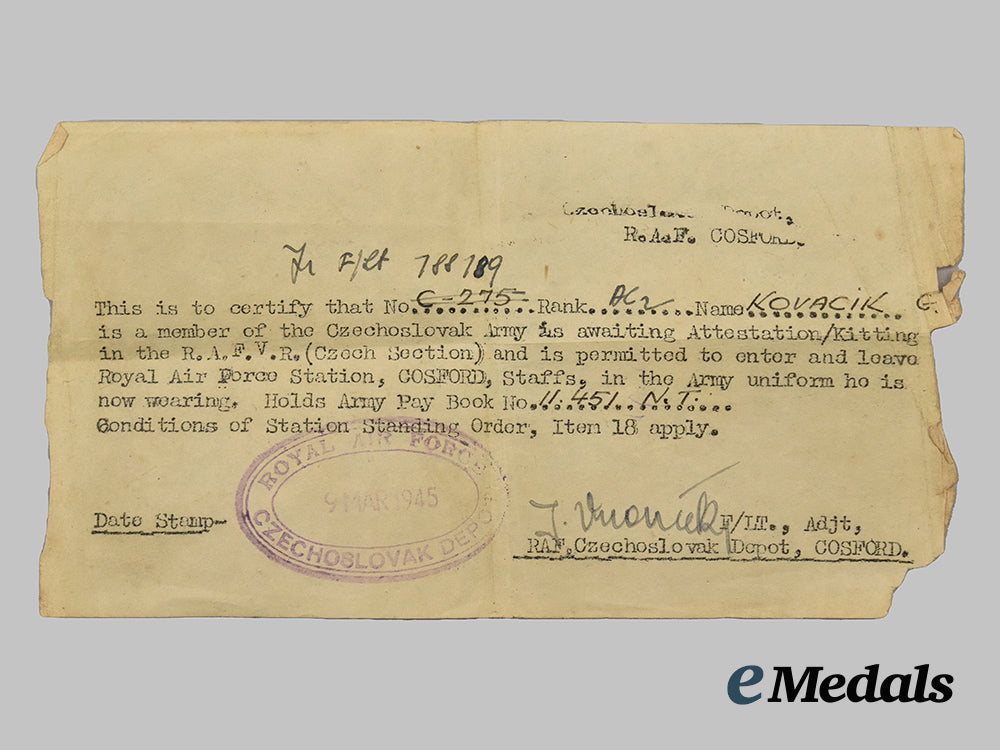 Czechoslovak Depot,
R.A.F. COSFORD.
F/Lt 788789
This is to certify that No. C-275 Rank. AC2 Name KOVACIK G.
is a member of the Czechoslovak Army is awaiting Attestation/Kitting
in the R.A.F.V.R.(Czech Section) and is permitted to enter and leave
Royal Air Force Station, COSFORD, Staffs, in the Army uniform he is
now wearing. Holds Army Pay Book No. 11.451 N.T.
Conditions of Station Standing Order, Iten 18 apply.
ROYAL AIR FORCE
9 MAR 1945
CZECHOSLOVAK DEPOT
Date Stamp-
F/LT., Adjt,
RAF,Czechoslovak Depot, COSFORD.
eMedals